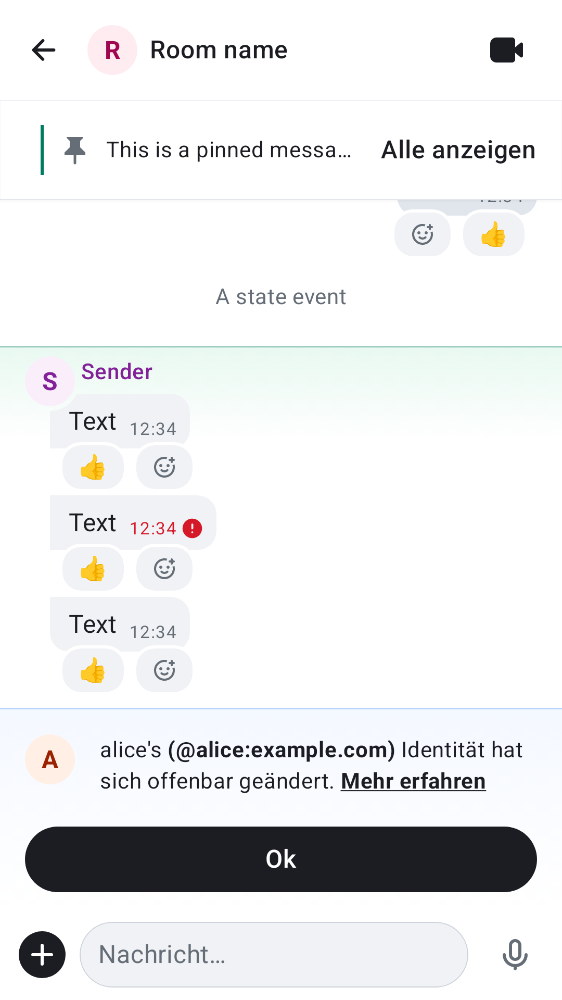 R Room name
This is a pinned messa… Alle anzeigen
A state event
S Sender
Text 12:34
Text 12:34
Text 12:34
A alice's (@alice:example.com) Identität hat
sich offenbar geändert. Mehr erfahren
Ok
Nachricht…